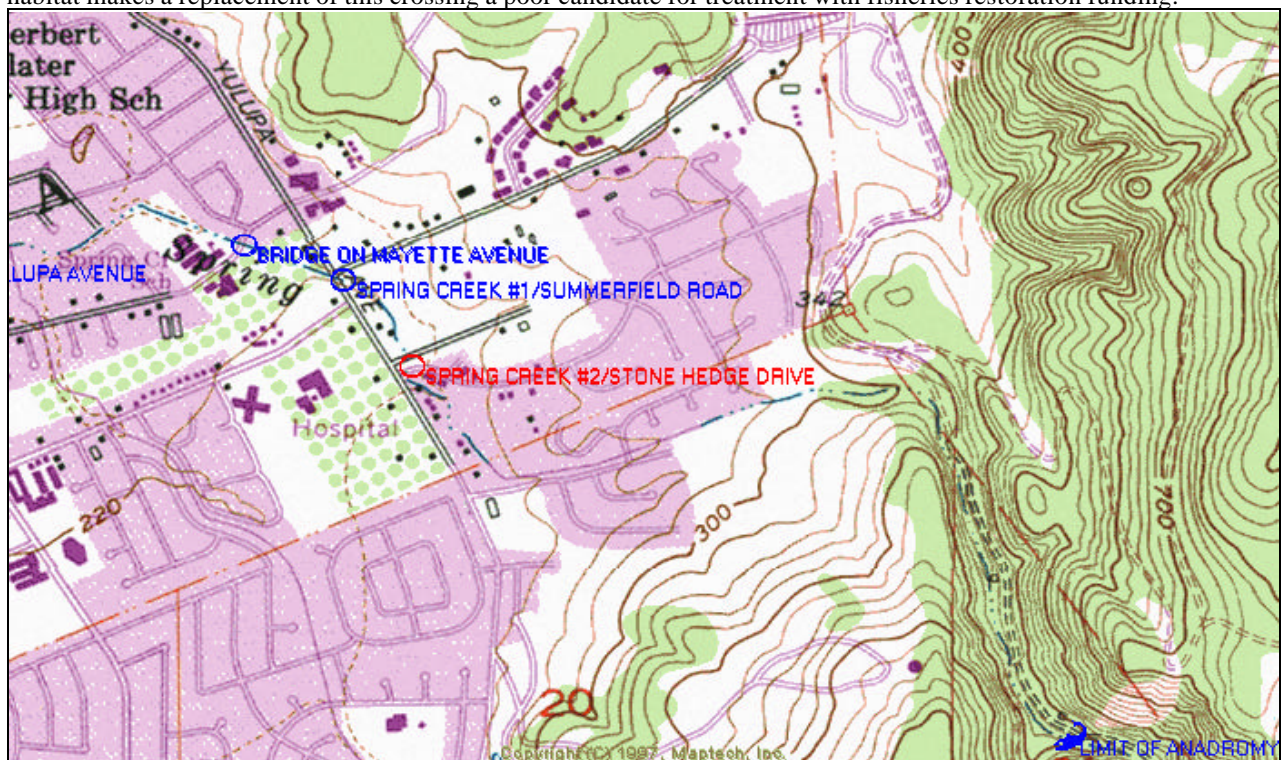 habitat makes a replacement of this crossing a poor candidate for treatment with fisheries restoration funding.
erbert
later
High Sch
YULUPA
400
A
BRIDGE ON MAYETTE AVENUE
Spring
LUPA AVENUE
SPRING CREEK #1/SUMMERFIELD ROAD
342
SPRING CREEK #2/STONE HEDGE DRIVE
Hospital
220
300
700
20
Copyright (C) 1997, Maptech, Inc.
LIMIT OF ANADROMY